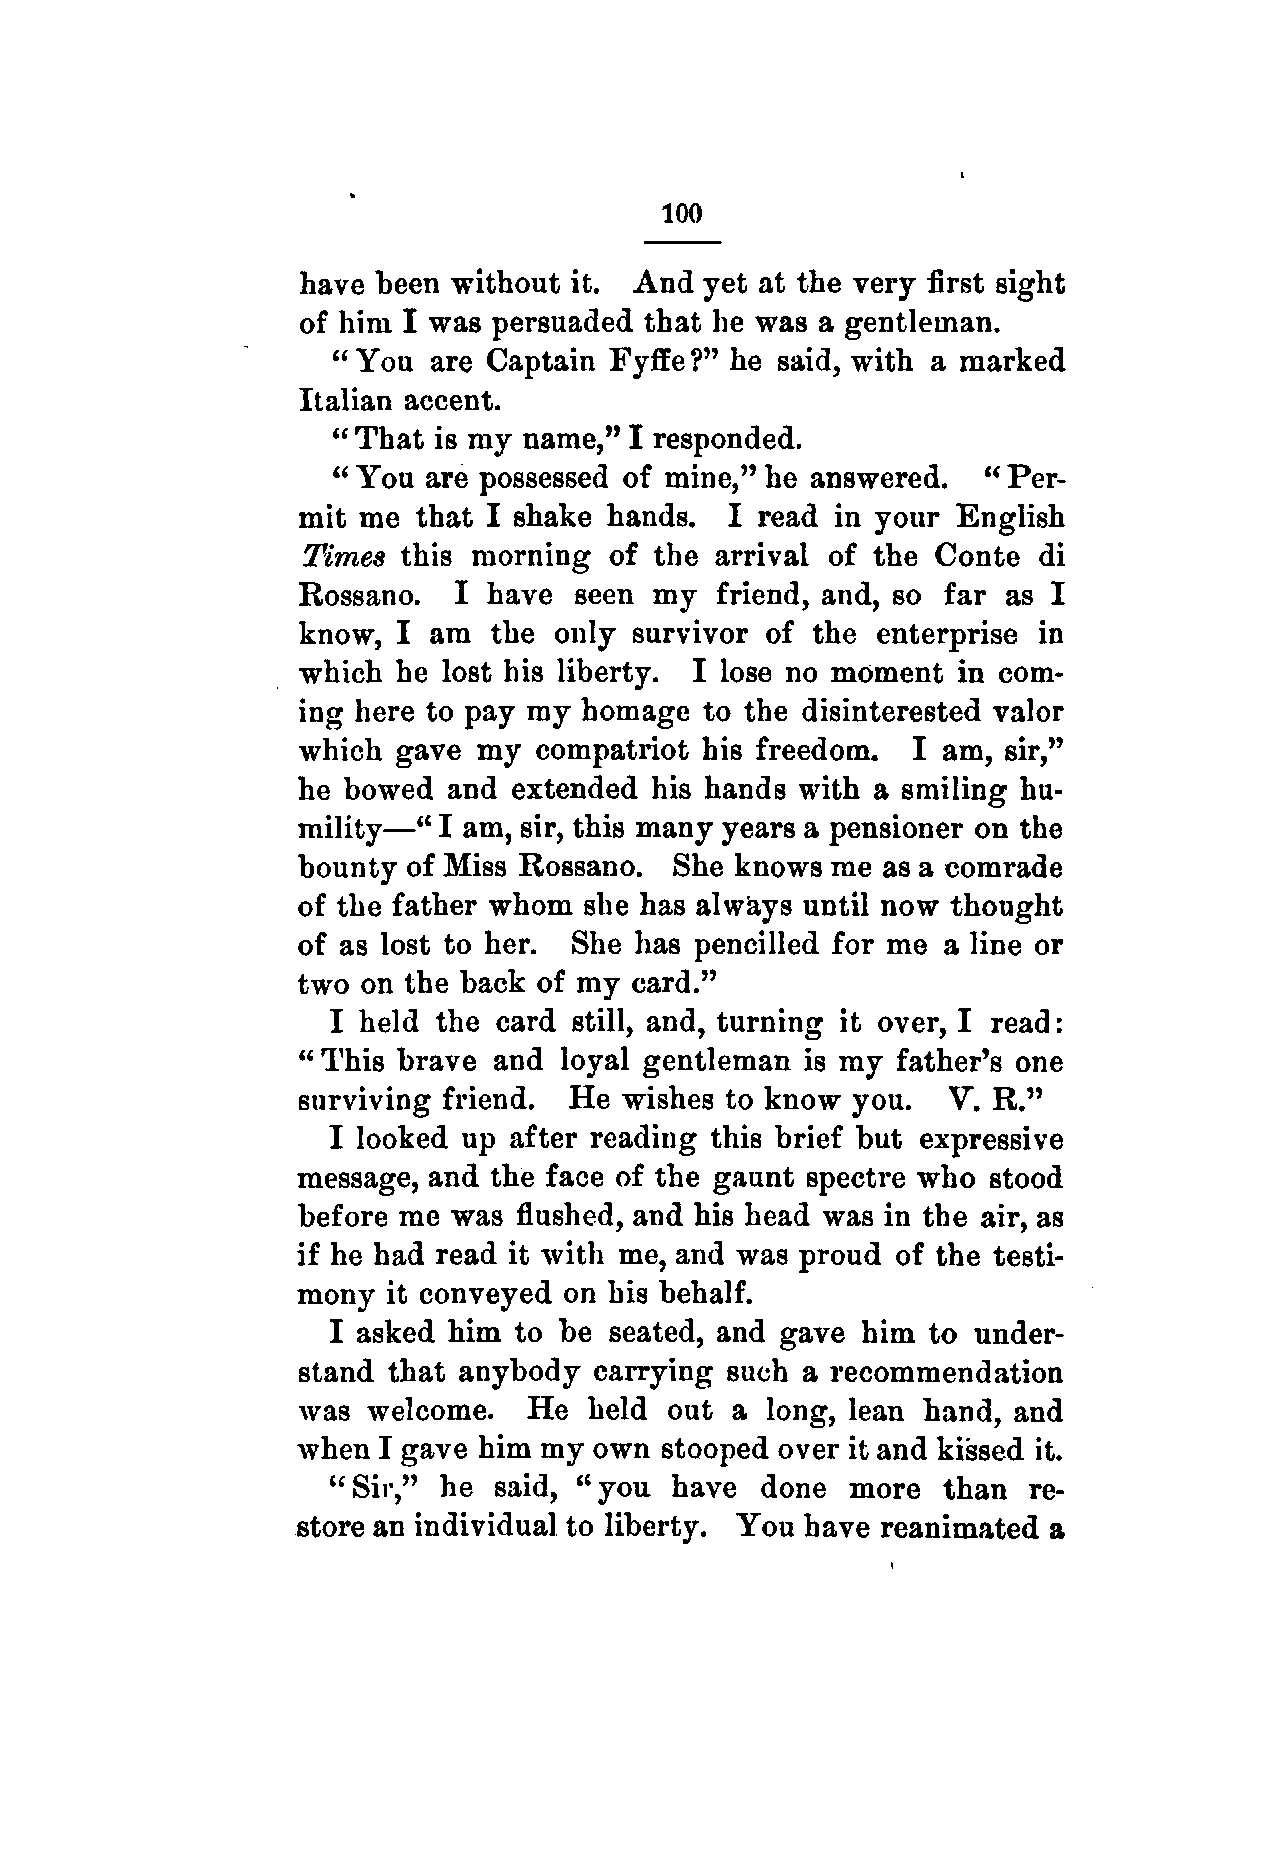 100
have been without it. And yet at the very first sight
of him I was persuaded that he was a gentleman.
“You are Captain Fyffe?” he said, with a marked
Italian accent.
“That is my name,” I responded.
“You are possessed of mine,” he answered. “Per-
mit me that I shake hands. I read in your English
Times this morning of the arrival of the Conte di
Rossano. I have seen my friend, and, so far as I
know, I am the only survivor of the enterprise in
which he lost his liberty. I lose no moment in com-
ing here to pay my homage to the disinterested valor
which gave my compatriot his freedom. I am, sir,”
he bowed and extended his hands with a smiling hu-
mility—“I am, sir, this many years a pensioner on the
bounty of Miss Rossano. She knows me as a comrade
of the father whom she has always until now thought
of as lost to her. She has pencilled for me a line or
two on the back of my card.”
I held the card still, and, turning it over, I read:
“This brave and loyal gentleman is my father’s one
surviving friend. He wishes to know you. V. R.”
I looked up after reading this brief but expressive
message, and the face of the gaunt spectre who stood
before me was flushed, and his head was in the air, as
if he had read it with me, and was proud of the testi-
mony it conveyed on his behalf.
I asked him to be seated, and gave him to under-
stand that anybody carrying such a recommendation
was welcome. He held out a long, lean hand, and
when I gave him my own stooped over it and kissed it.
“Sir,” he said, “you have done more than re-
store an individual to liberty. You have reanimated a